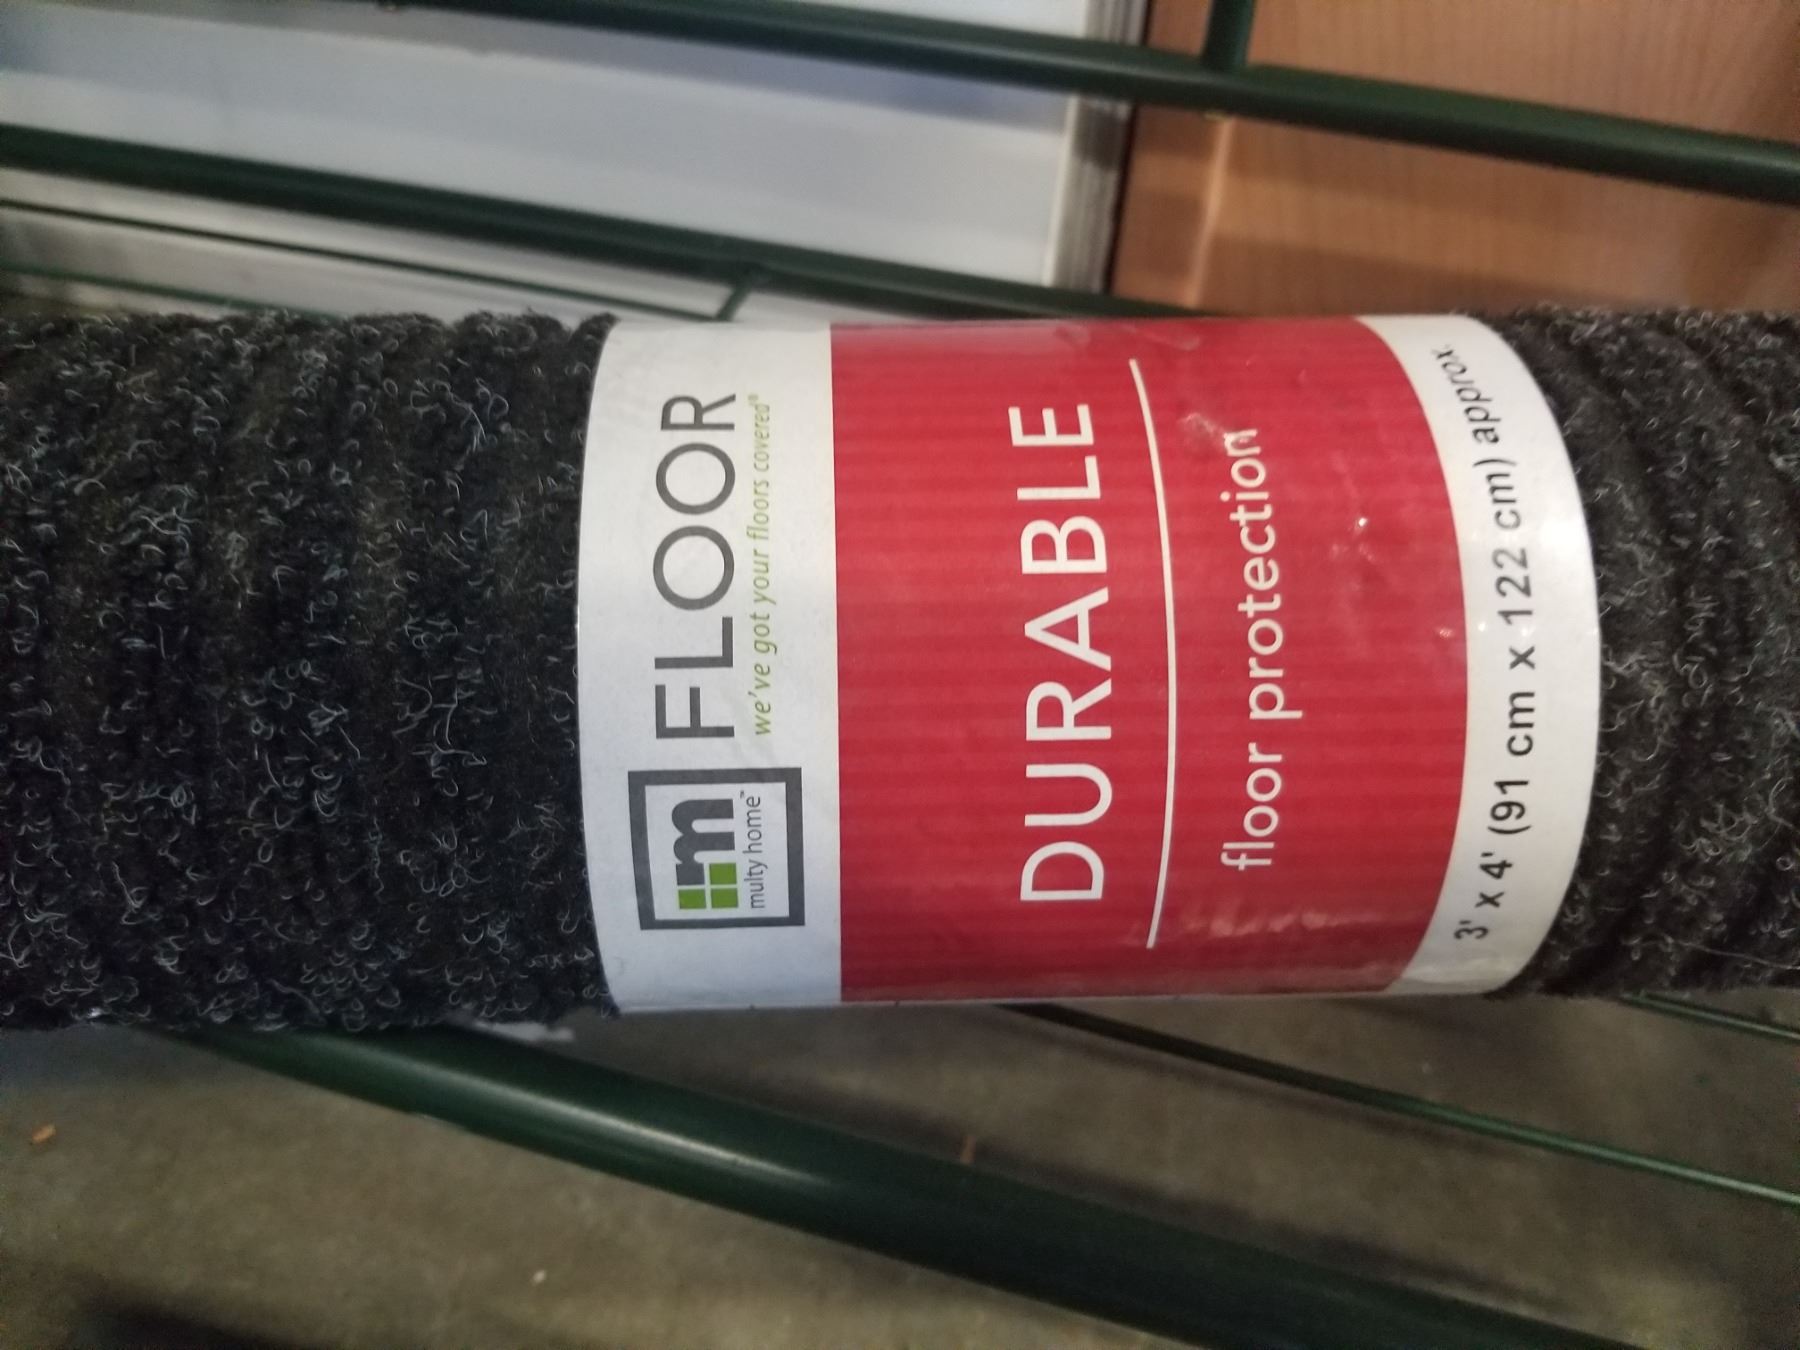 m
multy home™
FLOOR
we've got your floors covered®
DURABLE
floor protection
3' x 4' (91 cm x 122 cm) approx.